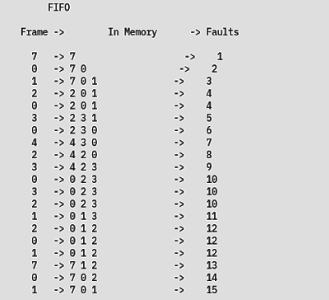 FIFO
Frame -> In Memory -> Faults
7 -> 7 -> 1
0 -> 7 0 -> 2
1 -> 7 0 1 -> 3
2 -> 2 0 1 -> 4
0 -> 2 0 1 -> 4
3 -> 2 3 1 -> 5
0 -> 2 3 0 -> 6
4 -> 4 3 0 -> 7
2 -> 4 2 0 -> 8
3 -> 4 2 3 -> 9
0 -> 0 2 3 -> 10
3 -> 0 2 3 -> 10
2 -> 0 2 3 -> 10
1 -> 0 1 3 -> 11
2 -> 0 1 2 -> 12
0 -> 0 1 2 -> 12
1 -> 0 1 2 -> 12
7 -> 7 1 2 -> 13
0 -> 7 0 2 -> 14
1 -> 7 0 1 -> 15